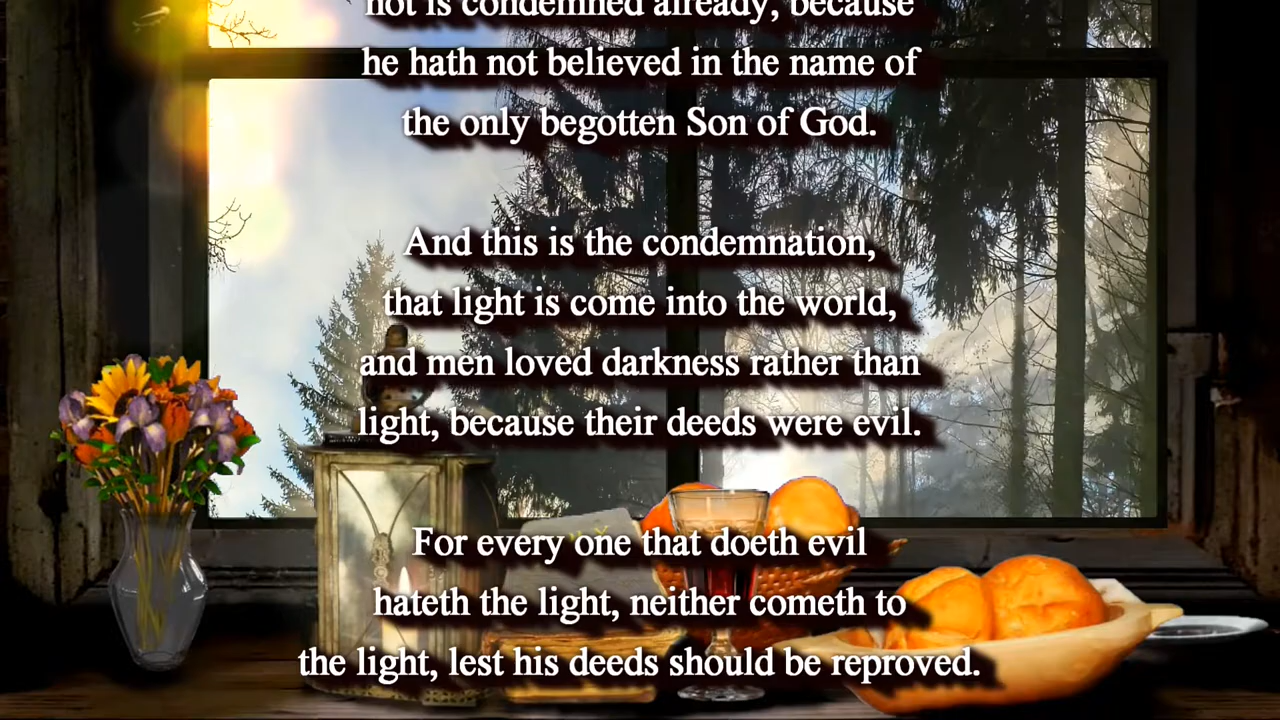 not is condemned already, because
he hath not believed in the name of
the only begotten Son of God.
And this is the condemnation,
that light is come into the world,
and men loved darkness rather than
light, because their deeds were evil.
For every one that doeth evil
hateth the light, neither cometh to
the light, lest his deeds should be reproved.